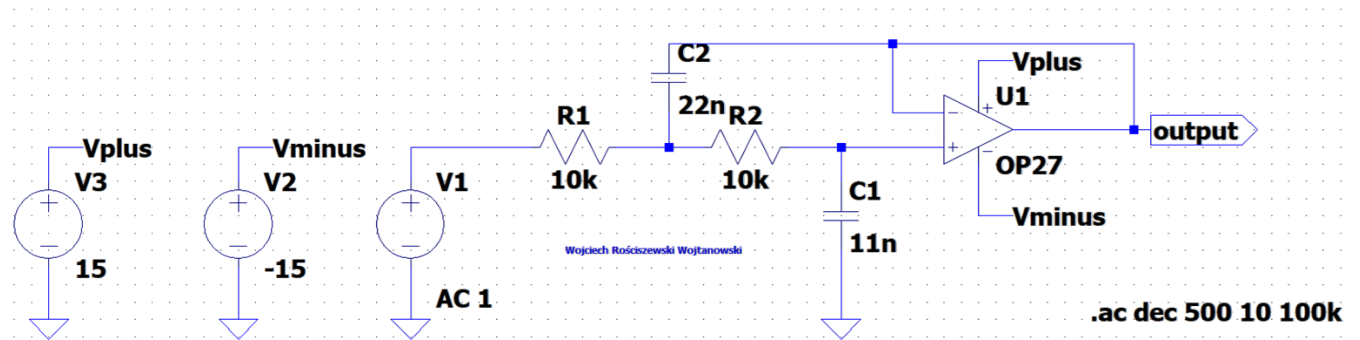 C2
Vplus
U1
22n
R2
R1
output
Vplus
Vminus
V3
V2
V1
10k
10k
OP27
C1
Vminus
11n
Wojciech Rościszewski Wojtanowski
15
-15
AC 1
.ac dec 500 10 100k